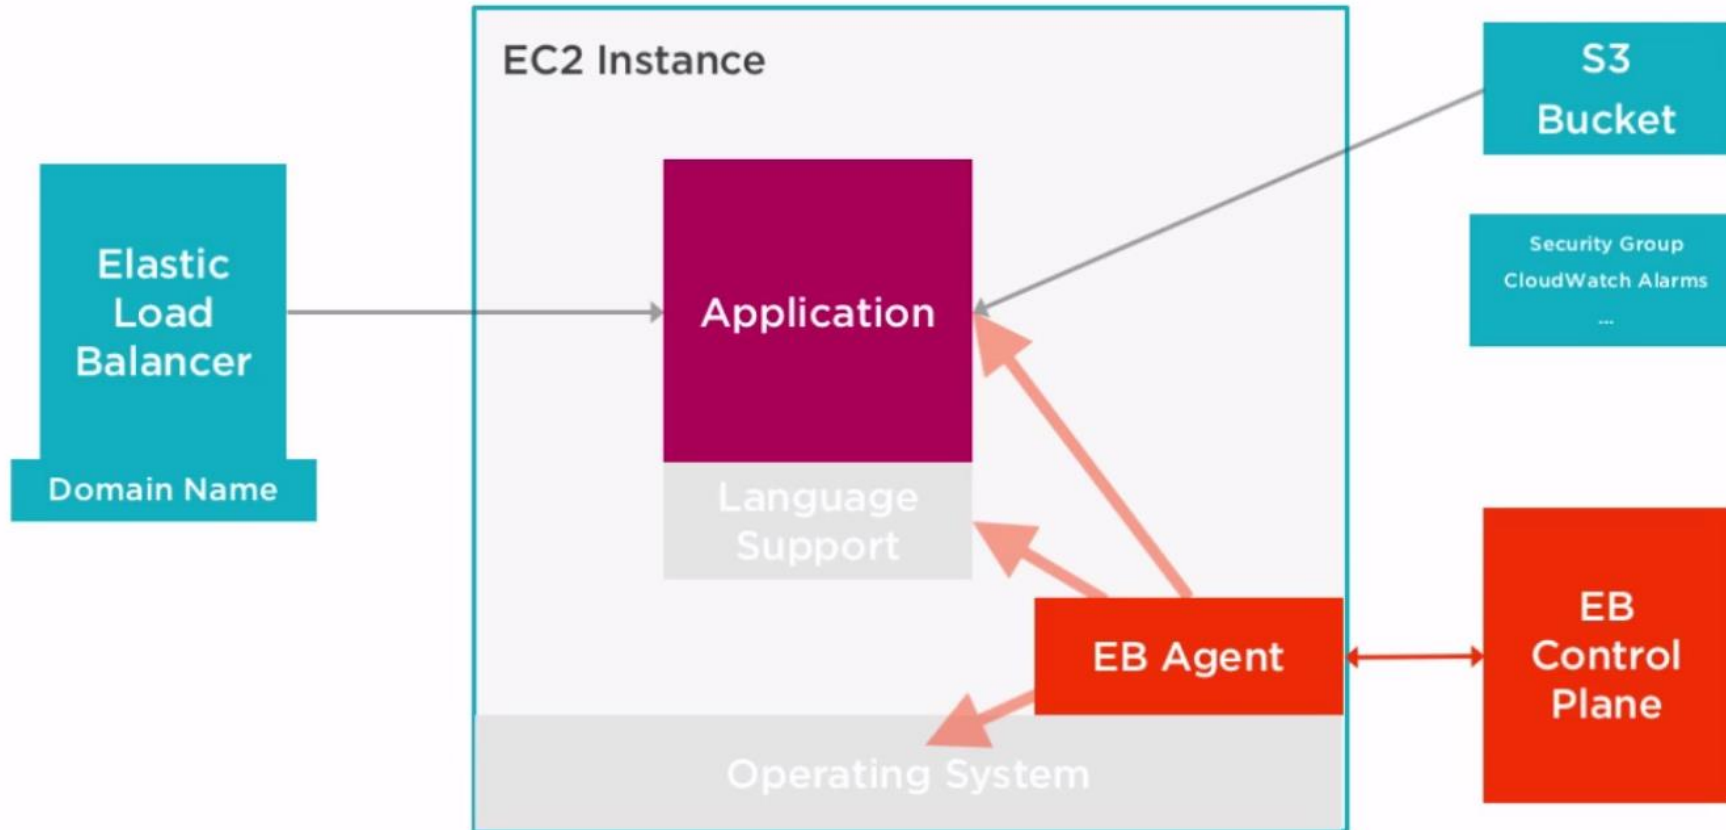 EC2 Instance
S3
Bucket
Security Group
CloudWatch Alarms
...
Elastic
Load
Balancer
Domain Name
Application
Language
Support
EB Agent
EB
Control
Plane
Operating System